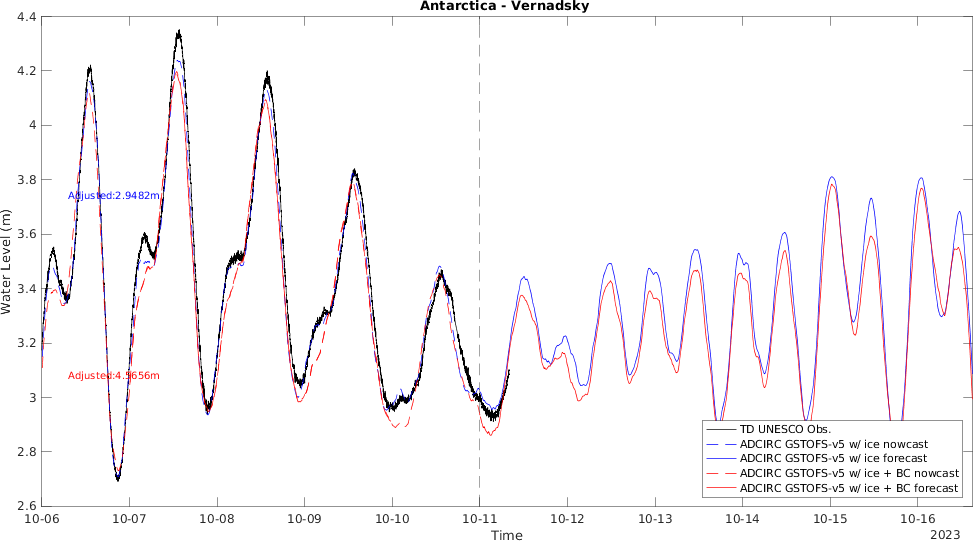 Antarctica - Vernadsky
Water Level (m)
4.4
4.2
4
3.8
3.6
3.4
3.2
3
2.8
2.6
Adjusted:2.9482m
Adjusted:4.5656m
TD UNESCO Obs.
ADCIRC GSTOFS-v5 w/ ice nowcast
ADCIRC GSTOFS-v5 w/ ice forecast
ADCIRC GSTOFS-v5 w/ ice + BC nowcast
ADCIRC GSTOFS-v5 w/ ice + BC forecast
10-06 10-07 10-08 10-09 10-10 10-11 10-12 10-13 10-14 10-15 10-16
Time
2023